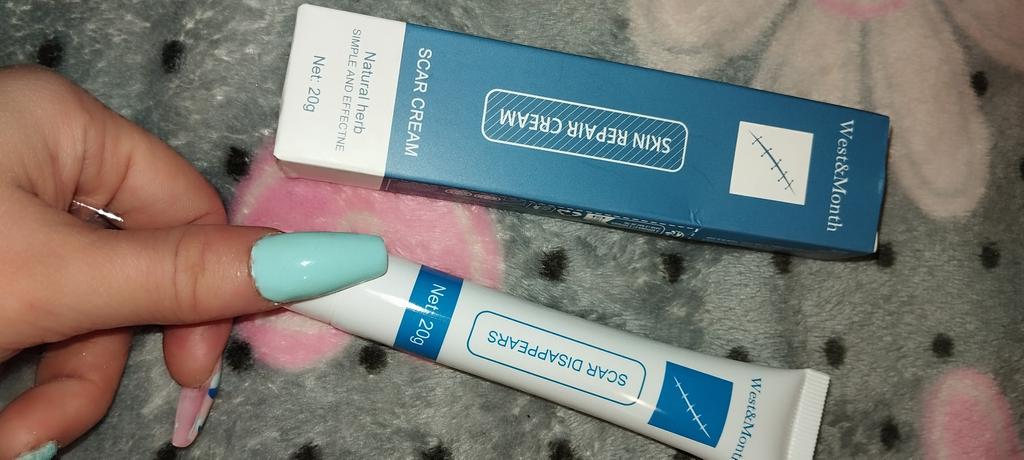 West&Month
SKIN REPAIR CREAM
SCAR CREAM
Natural herb
SIMPLE AND EFFECTNE
Net: 20g
West&Month
SCAR DISAPPEARS
Net: 20g